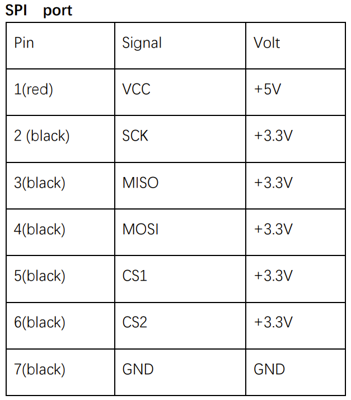 SPI port
Pin Signal Volt
1(red) VCC +5V
2 (black) SCK +3.3V
3(black) MISO +3.3V
4(black) MOSI +3.3V
5(black) CS1 +3.3V
6(black) CS2 +3.3V
7(black) GND GND